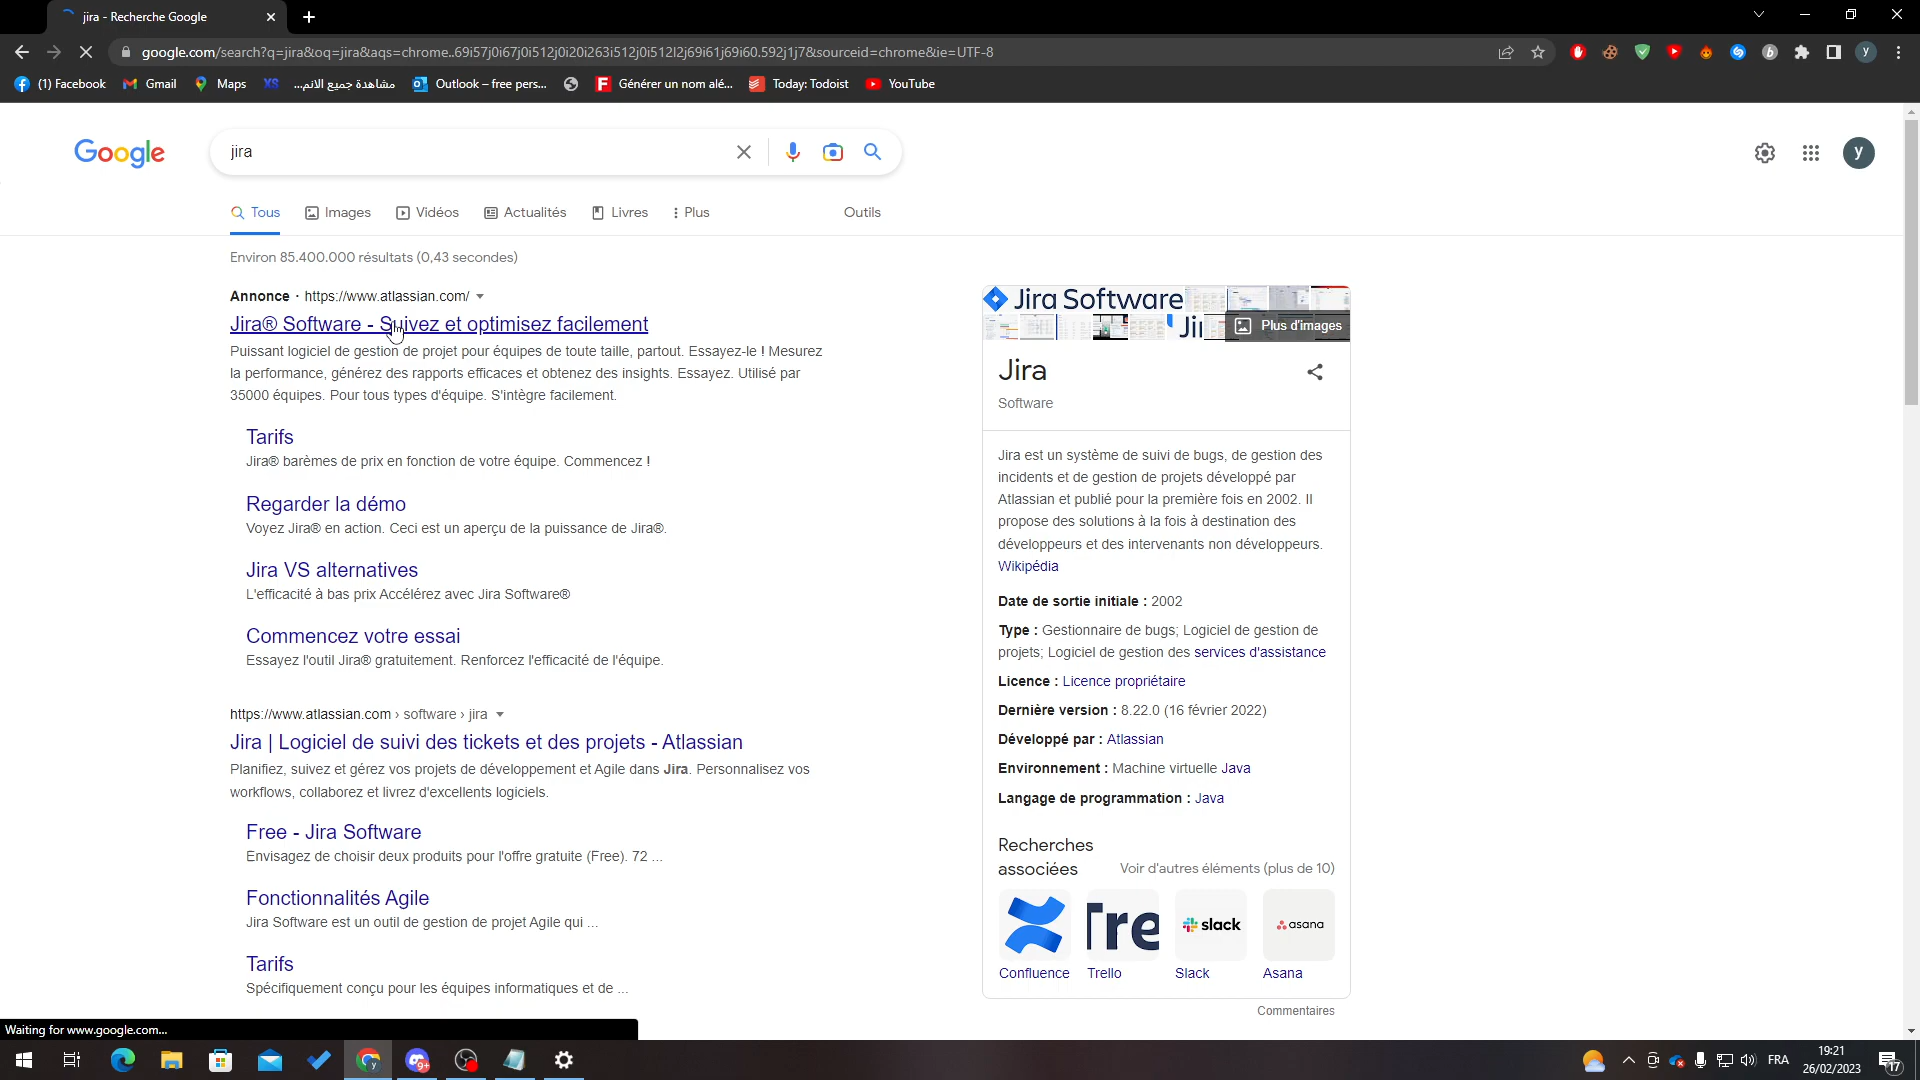 jira - Recherche Google
google.com/search?q=jira&oq=jira&aqs=chrome..69i57j0i67j0i512j0i20i263i512j0i512l2j69i61j69i60.592j1j7&sourceid=chrome&ie=UTF-8
y
(1) Facebook
Gmail
Maps
XS
مشاهدة جميع الانم...
Outlook – free pers...
Générer un nom alé...
Today: Todoist
YouTube
Google
jira
y
Tous
Images
Vidéos
Actualités
Livres
Plus
Outils
Environ 85.400.000 résultats (0,43 secondes)
Annonce · https://www.atlassian.com/
Jira® Software - Suivez et optimisez facilement
Puissant logiciel de gestion de projet pour équipes de toute taille, partout. Essayez-le ! Mesurez
la performance, générez des rapports efficaces et obtenez des insights. Essayez. Utilisé par
35000 équipes. Pour tous types d'équipe. S'intègre facilement.
Tarifs
Jira® barèmes de prix en fonction de votre équipe. Commencez !
Regarder la démo
Voyez Jira® en action. Ceci est un aperçu de la puissance de Jira®.
Jira VS alternatives
L'efficacité à bas prix Accélérez avec Jira Software®
Commencez votre essai
Essayez l'outil Jira® gratuitement. Renforcez l'efficacité de l'équipe.
https://www.atlassian.com › software › jira
Jira | Logiciel de suivi des tickets et des projets - Atlassian
Planifiez, suivez et gérez vos projets de développement et Agile dans Jira. Personnalisez vos
workflows, collaborez et livrez d'excellents logiciels.
Free - Jira Software
Envisagez de choisir deux produits pour l'offre gratuite (Free). 72 ...
Fonctionnalités Agile
Jira Software est un outil de gestion de projet Agile qui ...
Tarifs
Spécifiquement conçu pour les équipes informatiques et de ...
Jira Software
Ji
Plus d'images
Jira
Software
Jira est un système de suivi de bugs, de gestion des
incidents et de gestion de projets développé par
Atlassian et publié pour la première fois en 2002. Il
propose des solutions à la fois à destination des
développeurs et des intervenants non développeurs.
Wikipédia
Date de sortie initiale : 2002
Type : Gestionnaire de bugs; Logiciel de gestion de
projets; Logiciel de gestion des services d'assistance
Licence : Licence propriétaire
Dernière version : 8.22.0 (16 février 2022)
Développé par : Atlassian
Environnement : Machine virtuelle Java
Langage de programmation : Java
Recherches
associées
Voir d'autres éléments (plus de 10)
Tre
slack
asana
Confluence
Trello
Slack
Asana
Commentaires
Waiting for www.google.com...
9+
FRA
19:21
26/02/2023
17